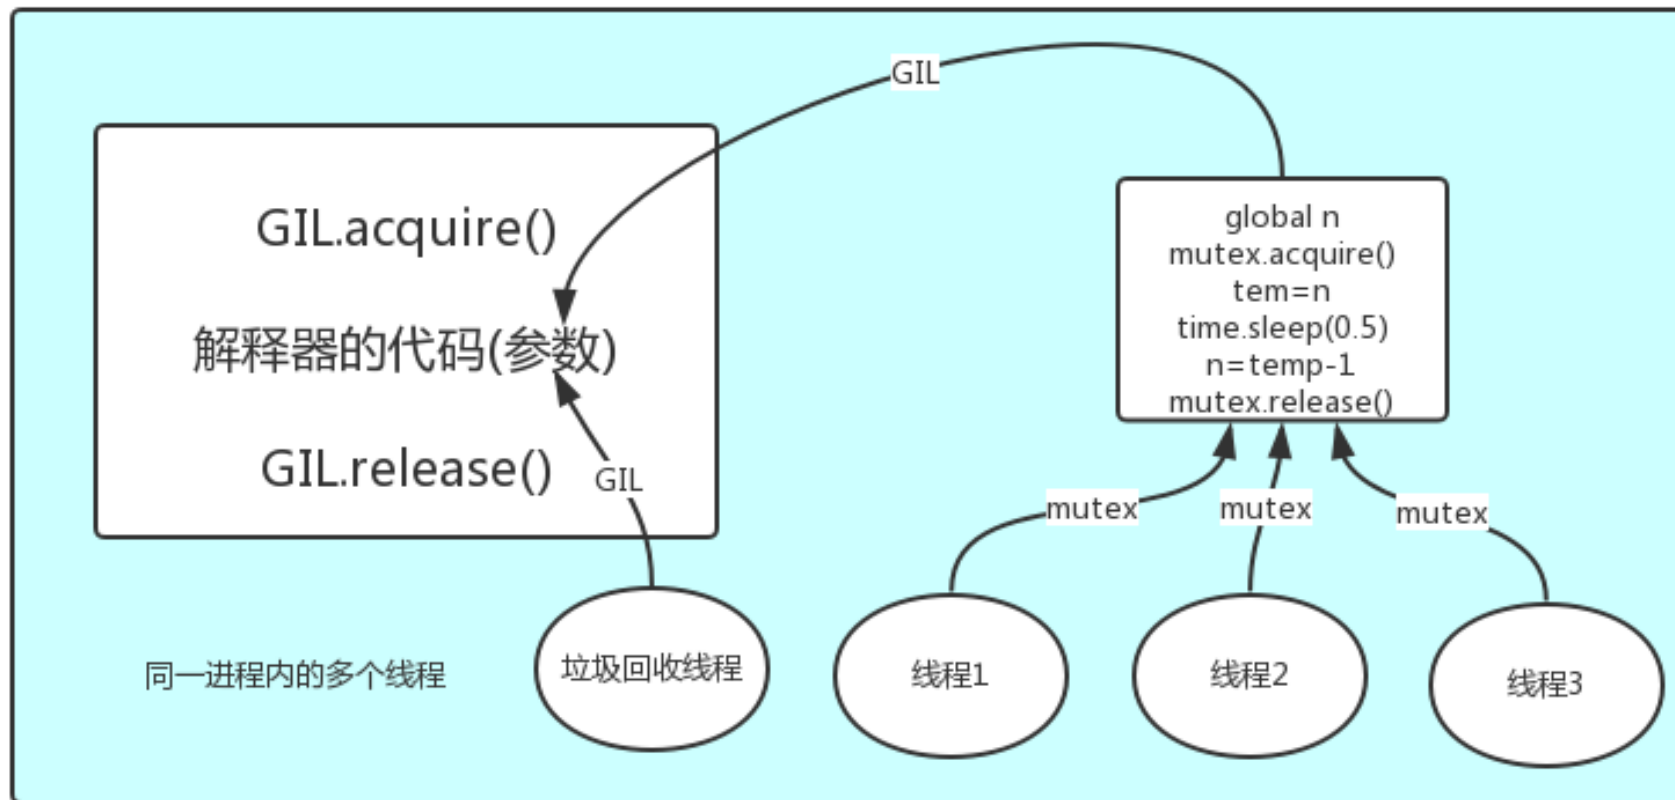 GIL
GIL.acquire()
解释器的代码(参数)
GIL.release()
GIL
global n
mutex.acquire()
tem=n
time.sleep(0.5)
n=temp-1
mutex.release()
mutex
mutex
mutex
同一进程内的多个线程
垃圾回收线程
线程1
线程2
线程3